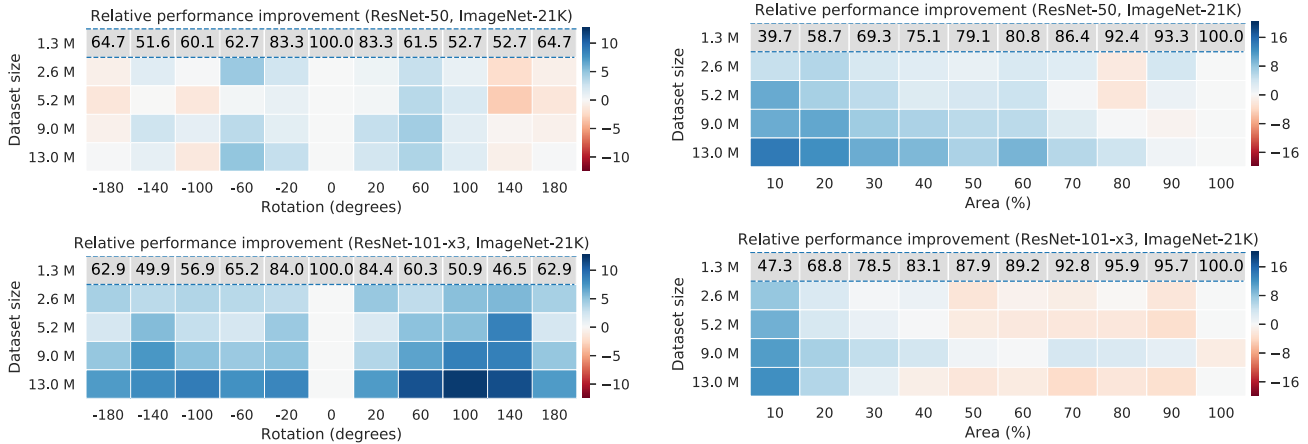 Relative performance improvement (ResNet-50, ImageNet-21K)
1.3 M 64.7 51.6 60.1 62.7 83.3 100.0 83.3 61.5 52.7 52.7 64.7
2.6 M
5.2 M
9.0 M
13.0 M
Dataset size
-180 -140 -100 -60 -20 0 20 60 100 140 180
Rotation (degrees)
10
5
0
−5
−10
Relative performance improvement (ResNet-50, ImageNet-21K)
1.3 M 39.7 58.7 69.3 75.1 79.1 80.8 86.4 92.4 93.3 100.0
2.6 M
5.2 M
9.0 M
13.0 M
Dataset size
10 20 30 40 50 60 70 80 90 100
Area (%)
16
8
0
−8
−16
Relative performance improvement (ResNet-101-x3, ImageNet-21K)
1.3 M 62.9 49.9 56.9 65.2 84.0 100.0 84.4 60.3 50.9 46.5 62.9
2.6 M
5.2 M
9.0 M
13.0 M
Dataset size
-180 -140 -100 -60 -20 0 20 60 100 140 180
Rotation (degrees)
10
5
0
−5
−10
Relative performance improvement (ResNet-101-x3, ImageNet-21K)
1.3 M 47.3 68.8 78.5 83.1 87.9 89.2 92.8 95.9 95.7 100.0
2.6 M
5.2 M
9.0 M
13.0 M
Dataset size
10 20 30 40 50 60 70 80 90 100
Area (%)
16
8
0
−8
−16